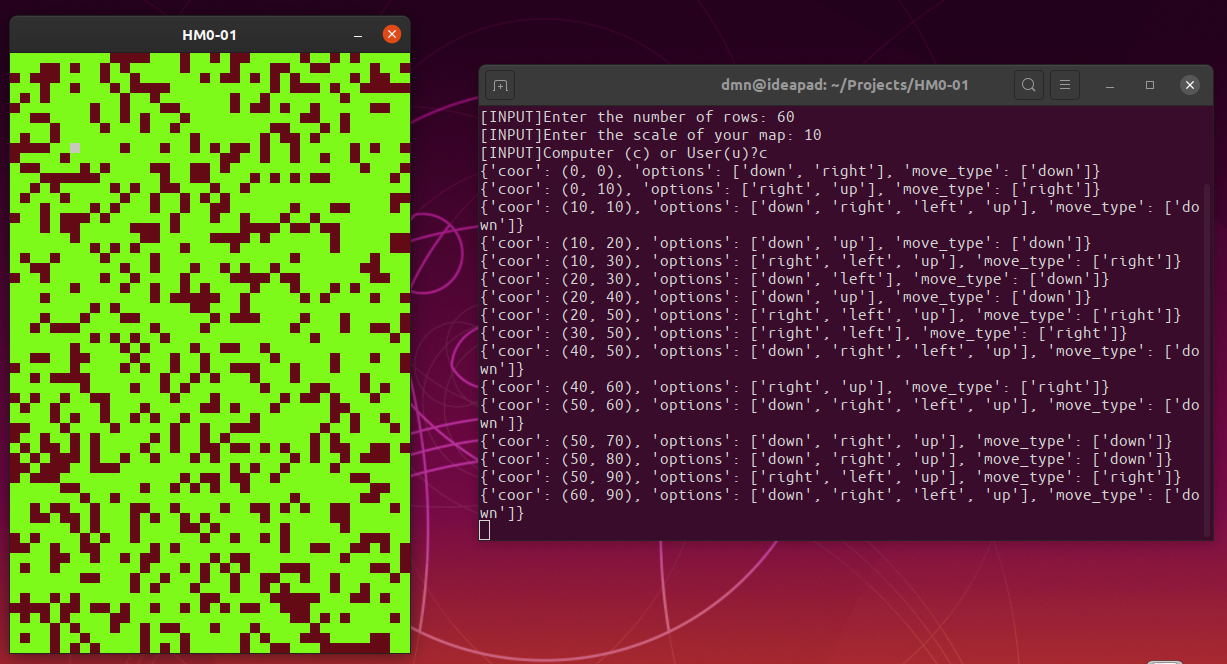 HM0-01
dmn@ideapad: ~/Projects/HM0-01
[INPUT]Enter the number of rows: 60
[INPUT]Enter the scale of your map: 10
[INPUT]Computer (c) or User(u)?c
{'coor': (0, 0), 'options': ['down', 'right'], 'move_type': ['down']}
{'coor': (0, 10), 'options': ['right', 'up'], 'move_type': ['right']}
{'coor': (10, 10), 'options': ['down', 'right', 'left', 'up'], 'move_type': ['do
wn']}
{'coor': (10, 20), 'options': ['down', 'up'], 'move_type': ['down']}
{'coor': (10, 30), 'options': ['right', 'left', 'up'], 'move_type': ['right']}
{'coor': (20, 30), 'options': ['down', 'left'], 'move_type': ['down']}
{'coor': (20, 40), 'options': ['down', 'up'], 'move_type': ['down']}
{'coor': (20, 50), 'options': ['right', 'left', 'up'], 'move_type': ['right']}
{'coor': (30, 50), 'options': ['right', 'left'], 'move_type': ['right']}
{'coor': (40, 50), 'options': ['down', 'right', 'left', 'up'], 'move_type': ['do
wn']}
{'coor': (40, 60), 'options': ['right', 'up'], 'move_type': ['right']}
{'coor': (50, 60), 'options': ['down', 'right', 'left', 'up'], 'move_type': ['do
wn']}
{'coor': (50, 70), 'options': ['down', 'right', 'up'], 'move_type': ['down']}
{'coor': (50, 80), 'options': ['down', 'right', 'up'], 'move_type': ['down']}
{'coor': (50, 90), 'options': ['right', 'left', 'up'], 'move_type': ['right']}
{'coor': (60, 90), 'options': ['down', 'right', 'left', 'up'], 'move_type': ['do
wn']}